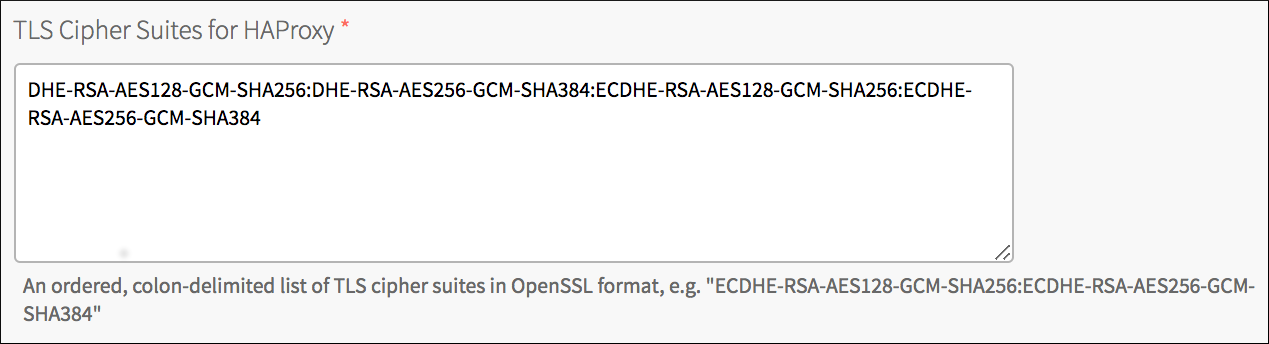 TLS Cipher Suites for HAProxy *
DHE-RSA-AES128-GCM-SHA256:DHE-RSA-AES256-GCM-SHA384:ECDHE-RSA-AES128-GCM-SHA256:ECDHE-
RSA-AES256-GCM-SHA384
An ordered, colon-delimited list of TLS cipher suites in OpenSSL format, e.g. "ECDHE-RSA-AES128-GCM-SHA256:ECDHE-RSA-AES256-GCM-
SHA384"